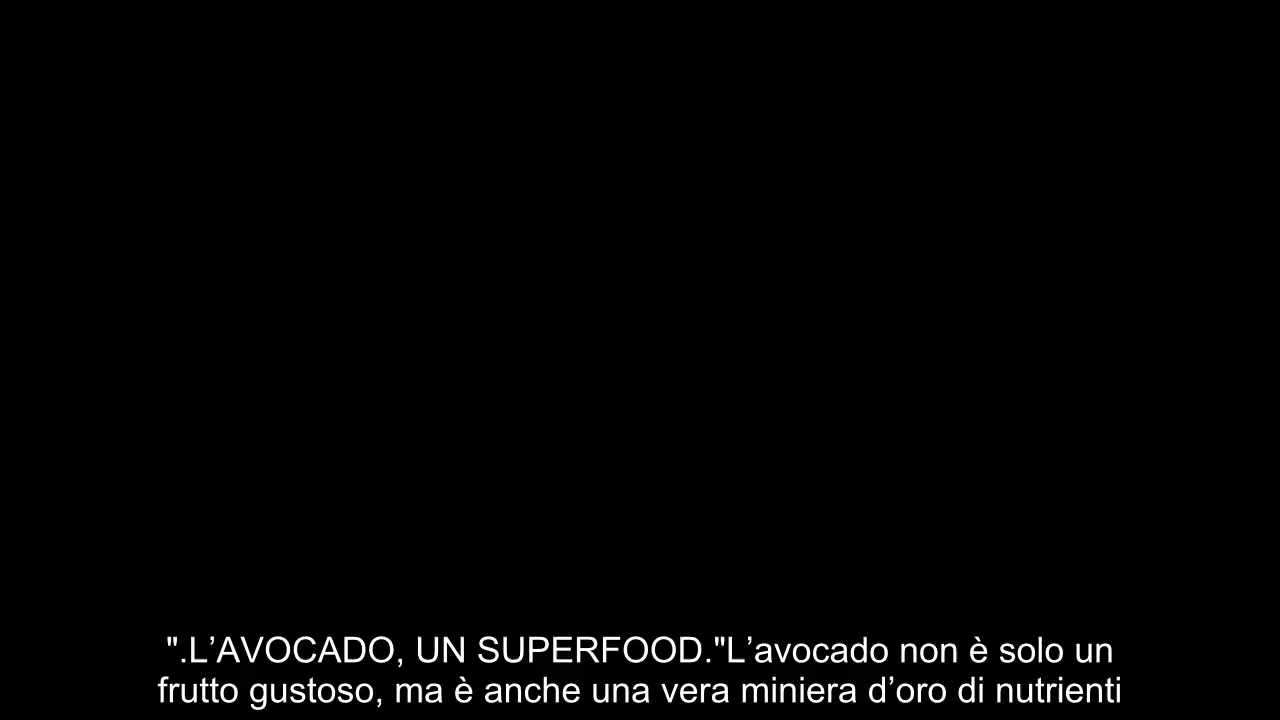 ".L’AVOCADO, UN SUPERFOOD."L’avocado non è solo un
frutto gustoso, ma è anche una vera miniera d’oro di nutrienti